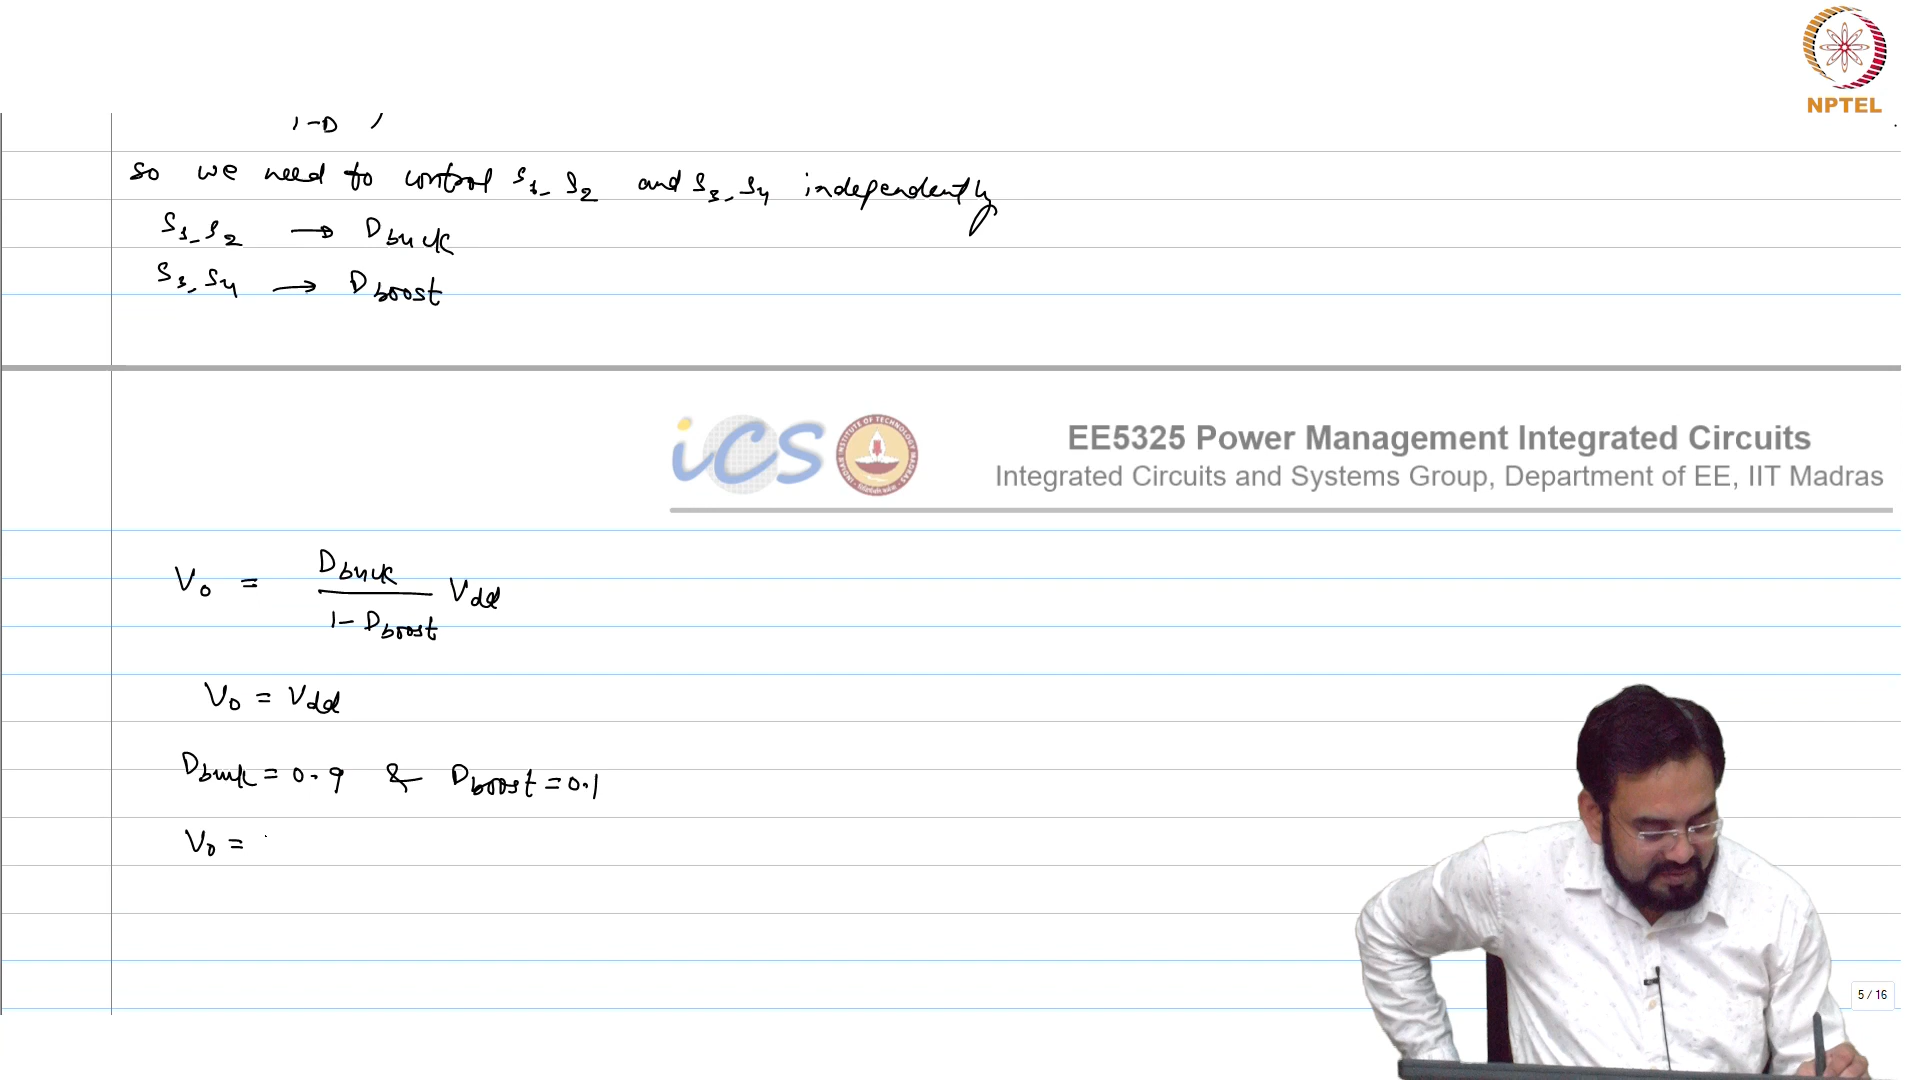 NPTEL
1-D )
so we need to control S1-S2 and S3-S4 independently
S1-S2 → Dbuck
S3-S4 → Dboost
iCS
EE5325 Power Management Integrated Circuits
Integrated Circuits and Systems Group, Department of EE, IIT Madras
Vo = Dbuck / 1-Dboost Vdd
Vo = Vdd
Dbuck = 0.9 & Dboost = 0.1
Vo =
5 / 16